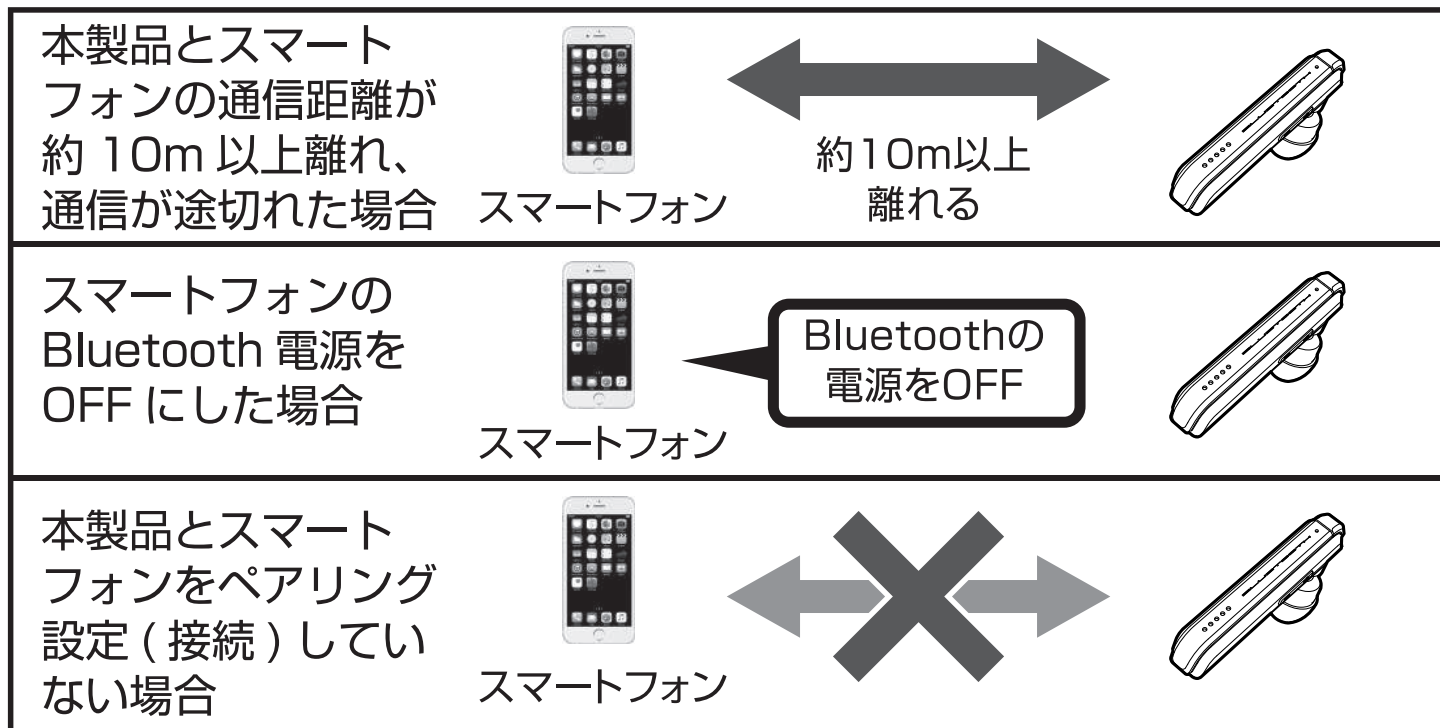 本製品とスマート
フォンの通信距離が
約 10m 以上離れ、
通信が途切れた場合
スマートフォン
約10m以上
離れる
スマートフォンの
Bluetooth 電源を
OFF にした場合
スマートフォン
Bluetoothの
電源をOFF
本製品とスマート
フォンをペアリング
設定 ( 接続 ) してい
ない場合
スマートフォン